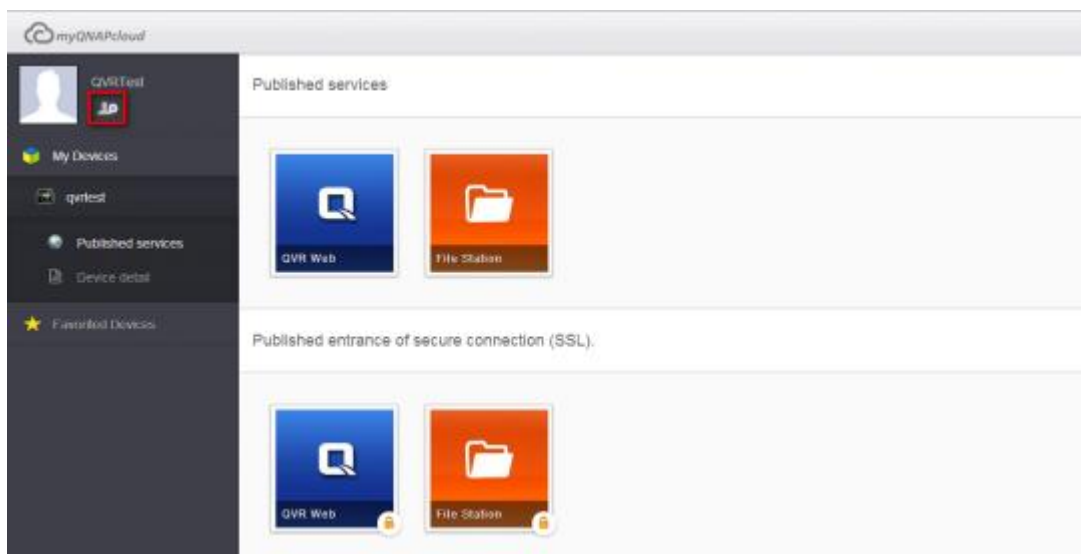 myQNAPcloud
QVRTest
My Devices
qvrtest
Published services
Device detail
Favorited Devices
Published services
QVR Web
File Station
Published entrance of secure connection (SSL).
QVR Web
File Station